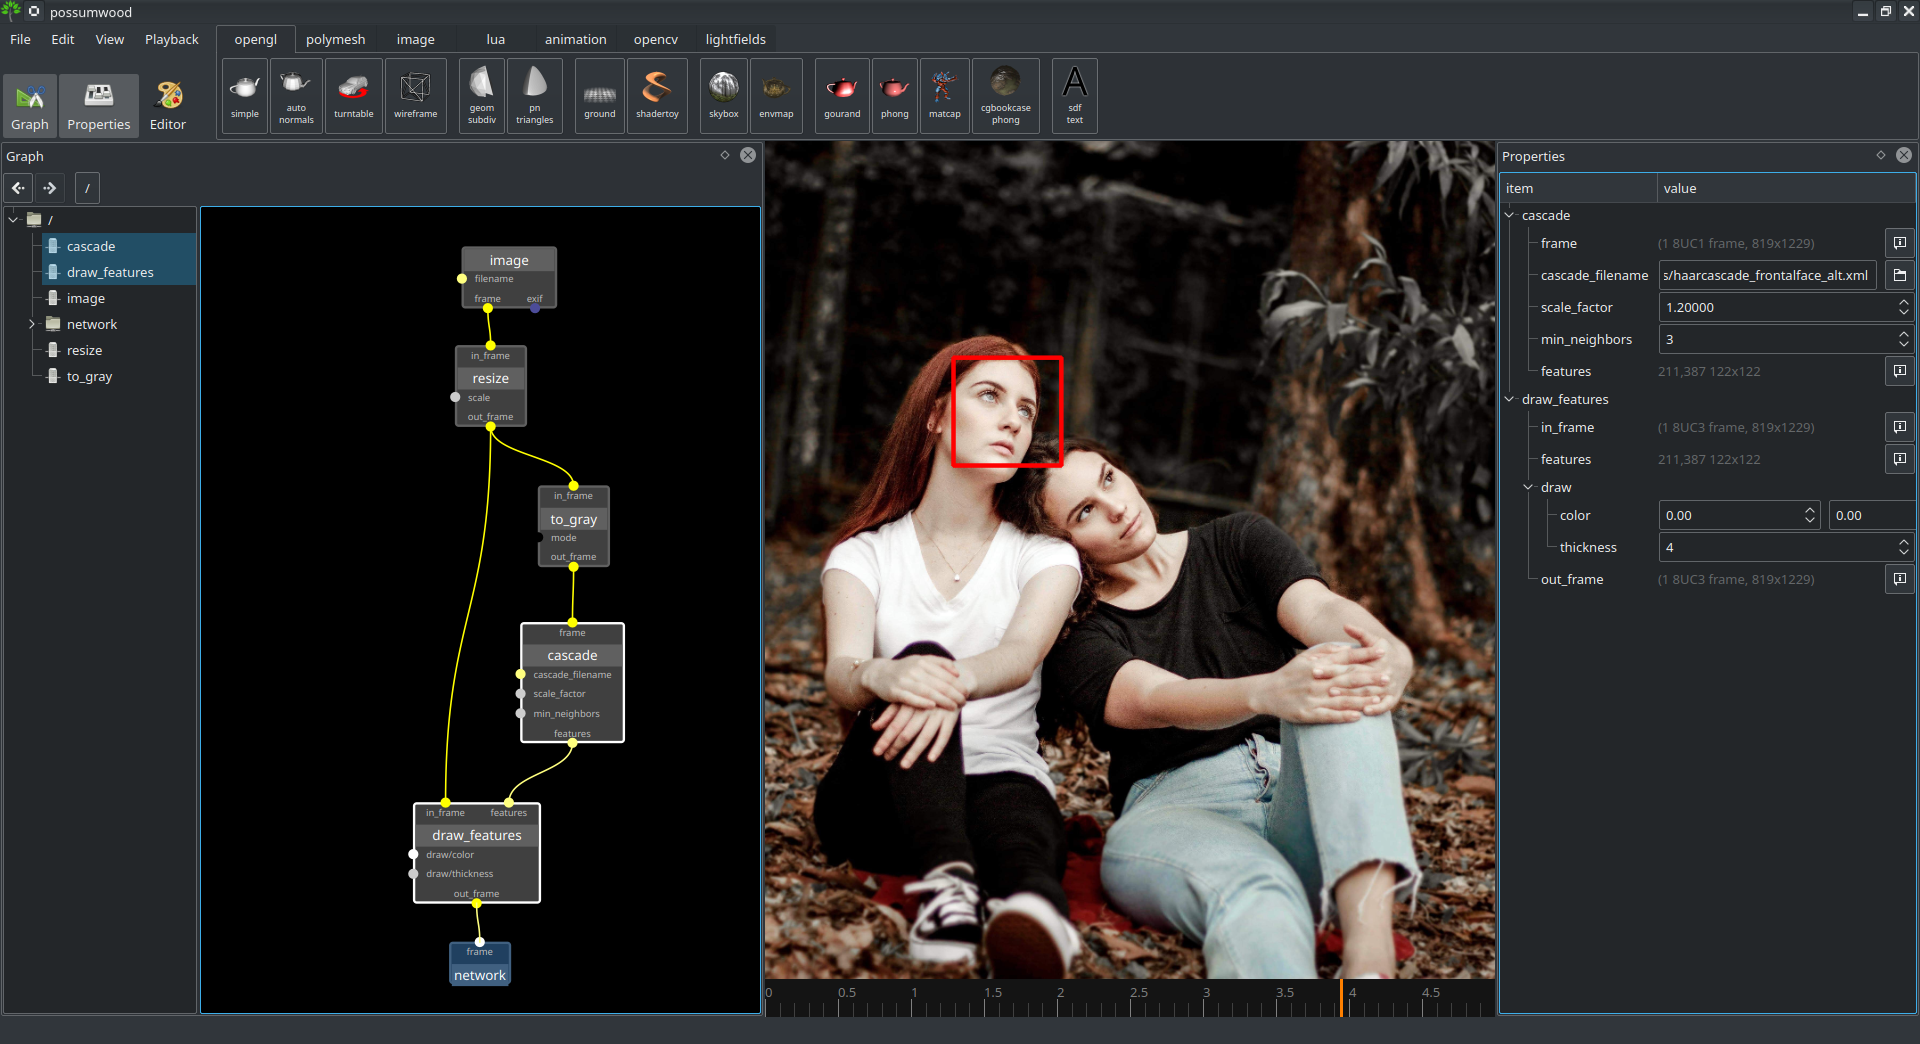 possumwood
File Edit View Playback
opengl polymesh image lua animation opencv lightfields
Graph Properties Editor
simple auto normals turntable wireframe geom subdiv pn triangles ground shadertoy skybox envmap gourand phong matcap cgbookcase phong sdf text
A
Graph
/
/
cascade
draw_features
image
network
resize
to_gray
image
filename
frame exif
in_frame
resize
scale
out_frame
in_frame
to_gray
mode
out_frame
frame
cascade
cascade_filename
scale_factor
min_neighbors
features
in_frame features
draw_features
draw/color
draw/thickness
out_frame
frame
network
0 0.5 1 1.5 2 2.5 3 3.5 4 4.5
Properties
item value
cascade
frame (1 8UC1 frame, 819x1229)
cascade_filename s/haarcascade_frontalface_alt.xml
scale_factor 1.20000
min_neighbors 3
features 211,387 122x122
draw_features
in_frame (1 8UC3 frame, 819x1229)
features 211,387 122x122
draw
color 0.00 0.00
thickness 4
out_frame (1 8UC3 frame, 819x1229)